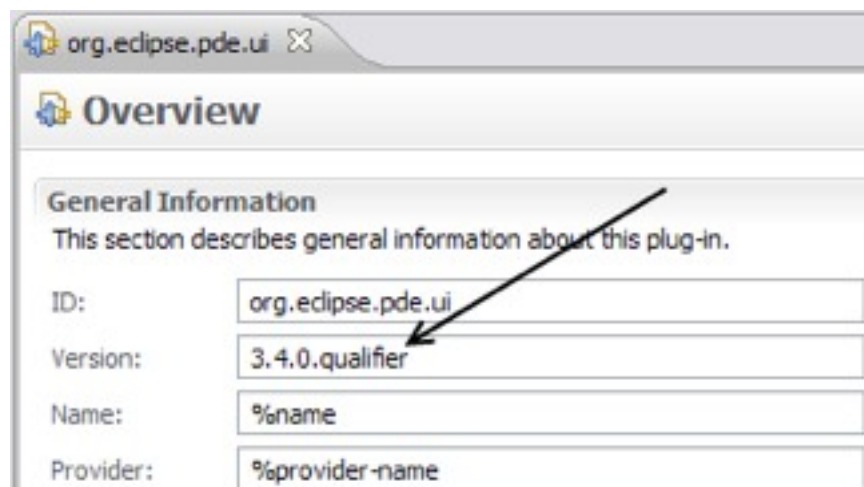 org.eclipse.pde.ui
Overview
General Information
This section describes general information about this plug-in.
ID: org.eclipse.pde.ui
Version: 3.4.0.qualifier
Name: %name
Provider: %provider-name